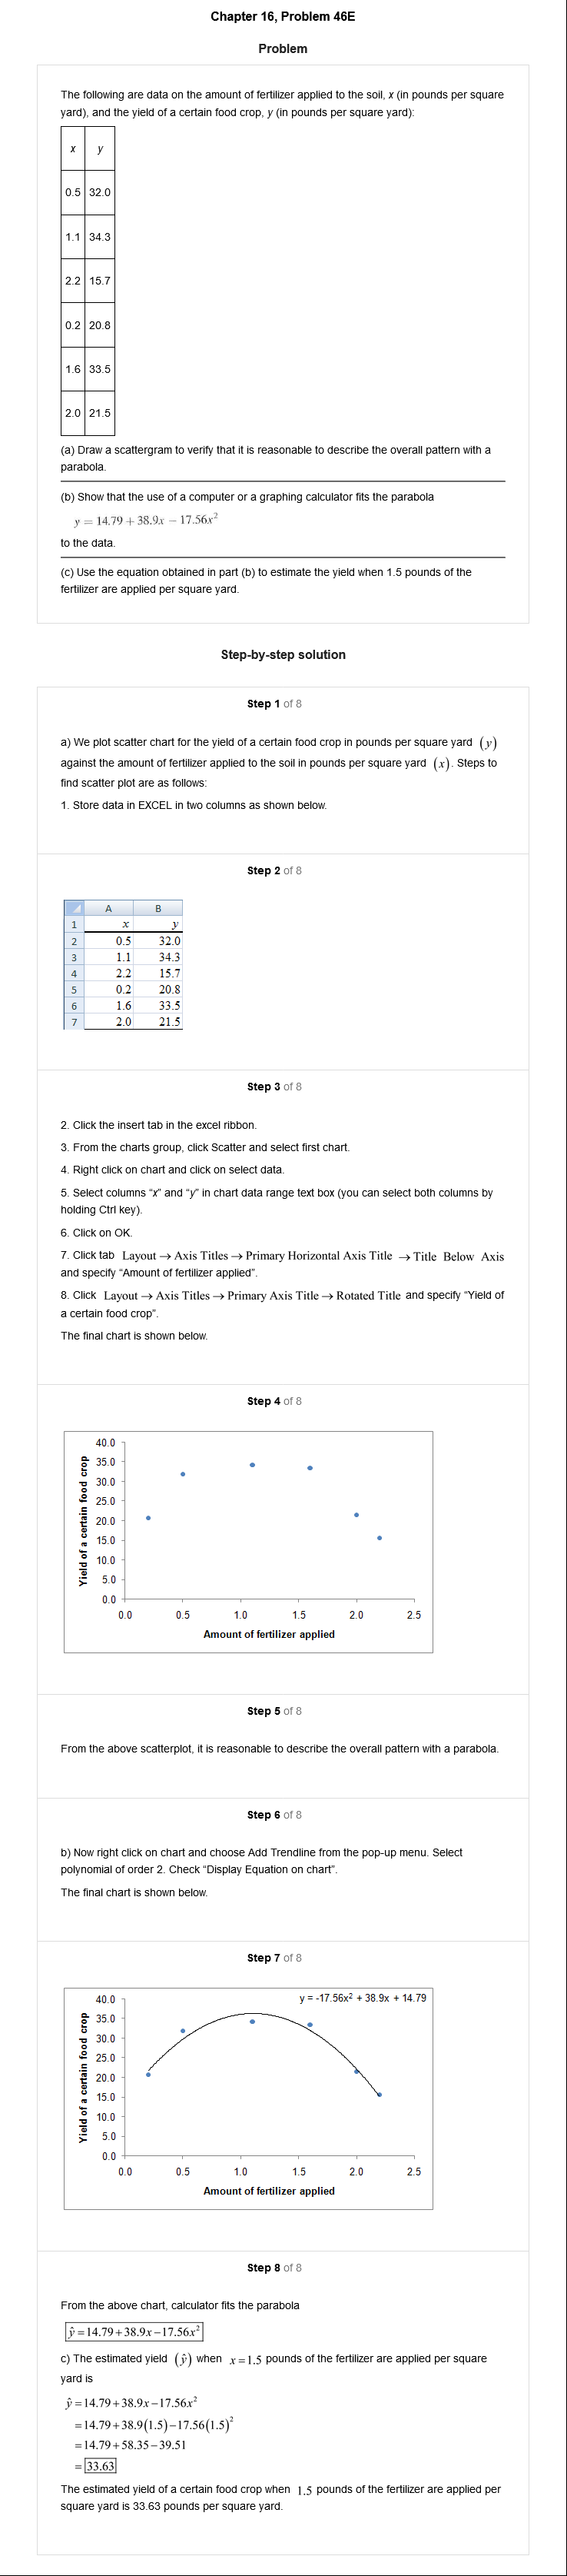 Chapter 16, Problem 46E
Problem
The following are data on the amount of fertilizer applied to the soil, x (in pounds per square
yard), and the yield of a certain food crop, y (in pounds per square yard):
x y
0.5 32.0
1.1 34.3
2.2 15.7
0.2 20.8
1.6 33.5
2.0 21.5
(a) Draw a scattergram to verify that it is reasonable to describe the overall pattern with a
parabola.
(b) Show that the use of a computer or a graphing calculator fits the parabola
y = 14.79 + 38.9x − 17.56x²
to the data.
(c) Use the equation obtained in part (b) to estimate the yield when 1.5 pounds of the
fertilizer are applied per square yard.
Step-by-step solution
Step 1 of 8
a) We plot scatter chart for the yield of a certain food crop in pounds per square yard (y)
against the amount of fertilizer applied to the soil in pounds per square yard (x). Steps to
find scatter plot are as follows:
1. Store data in EXCEL in two columns as shown below.
Step 2 of 8
A B
1 x y
2 0.5 32.0
3 1.1 34.3
4 2.2 15.7
5 0.2 20.8
6 1.6 33.5
7 2.0 21.5
Step 3 of 8
2. Click the insert tab in the excel ribbon.
3. From the charts group, click Scatter and select first chart.
4. Right click on chart and click on select data.
5. Select columns “x” and “y” in chart data range text box (you can select both columns by
holding Ctrl key).
6. Click on OK.
7. Click tab Layout → Axis Titles → Primary Horizontal Axis Title → Title Below Axis
and specify “Amount of fertilizer applied”.
8. Click Layout → Axis Titles → Primary Axis Title → Rotated Title and specify “Yield of
a certain food crop”.
The final chart is shown below.
Step 4 of 8
Yield of a certain food crop
40.0
35.0
30.0
25.0
20.0
15.0
10.0
5.0
0.0
0.0 0.5 1.0 1.5 2.0 2.5
Amount of fertilizer applied
Step 5 of 8
From the above scatterplot, it is reasonable to describe the overall pattern with a parabola.
Step 6 of 8
b) Now right click on chart and choose Add Trendline from the pop-up menu. Select
polynomial of order 2. Check “Display Equation on chart”.
The final chart is shown below.
Step 7 of 8
y = -17.56x² + 38.9x + 14.79
Yield of a certain food crop
40.0
35.0
30.0
25.0
20.0
15.0
10.0
5.0
0.0
0.0 0.5 1.0 1.5 2.0 2.5
Amount of fertilizer applied
Step 8 of 8
From the above chart, calculator fits the parabola
ŷ = 14.79 + 38.9x − 17.56x²
c) The estimated yield (ŷ) when x = 1.5 pounds of the fertilizer are applied per square
yard is
ŷ = 14.79 + 38.9x − 17.56x²
= 14.79 + 38.9(1.5) − 17.56(1.5)²
= 14.79 + 58.35 − 39.51
= 33.63
The estimated yield of a certain food crop when 1.5 pounds of the fertilizer are applied per
square yard is 33.63 pounds per square yard.